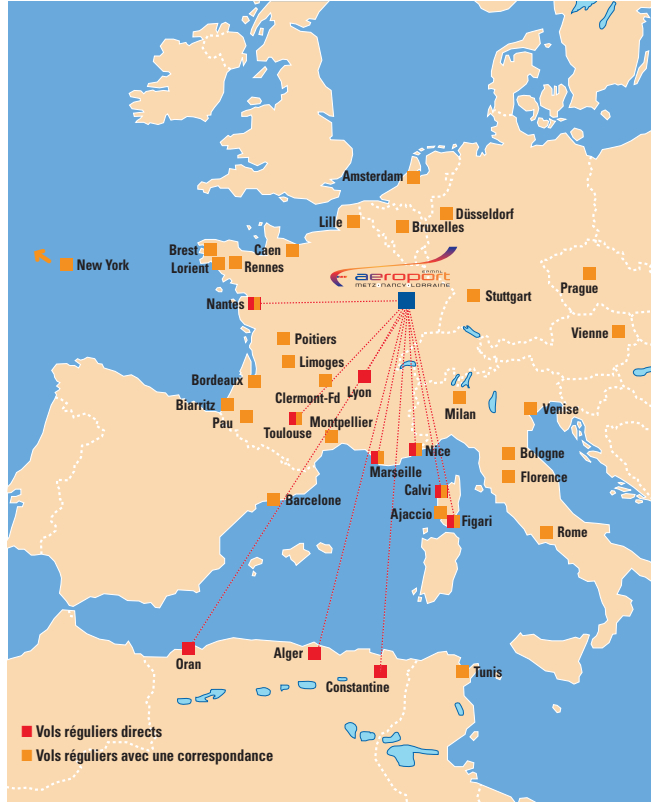 Amsterdam
Düsseldorf
Lille
Bruxelles
Brest
Caen
Lorient
Rennes
New York
EPMNL
aeroport
METZ·NANCY·LORRAINE
Prague
Stuttgart
Nantes
Vienne
Poitiers
Limoges
Bordeaux
Clermont-Fd
Lyon
Milan
Venise
Biarritz
Pau
Toulouse
Montpellier
Nice
Marseille
Bologne
Florence
Calvi
Barcelone
Ajaccio
Figari
Rome
Oran
Alger
Constantine
Tunis
Vols réguliers directs
Vols réguliers avec une correspondance